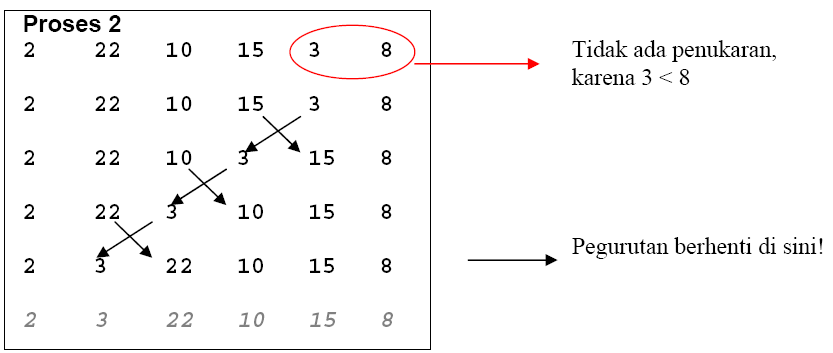 Proses 2
2 22 10 15 3 8
Tidak ada penukaran,
karena 3 < 8
2 22 10 15 3 8
2 22 10 3 15 8
2 22 3 10 15 8
2 3 22 10 15 8
Pegurutan berhenti di sini!
2 3 22 10 15 8